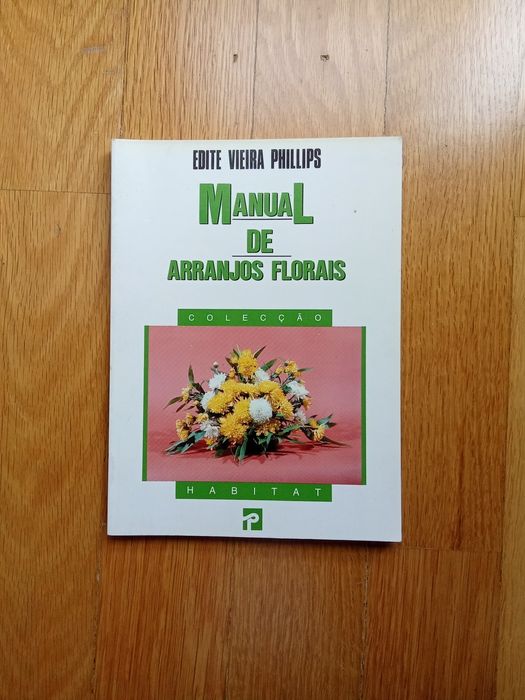 EDITE VIEIRA PHILLIPS
MANUAL
DE
ARRANJOS FLORAIS
COLECÇÃO
HABITAT
P